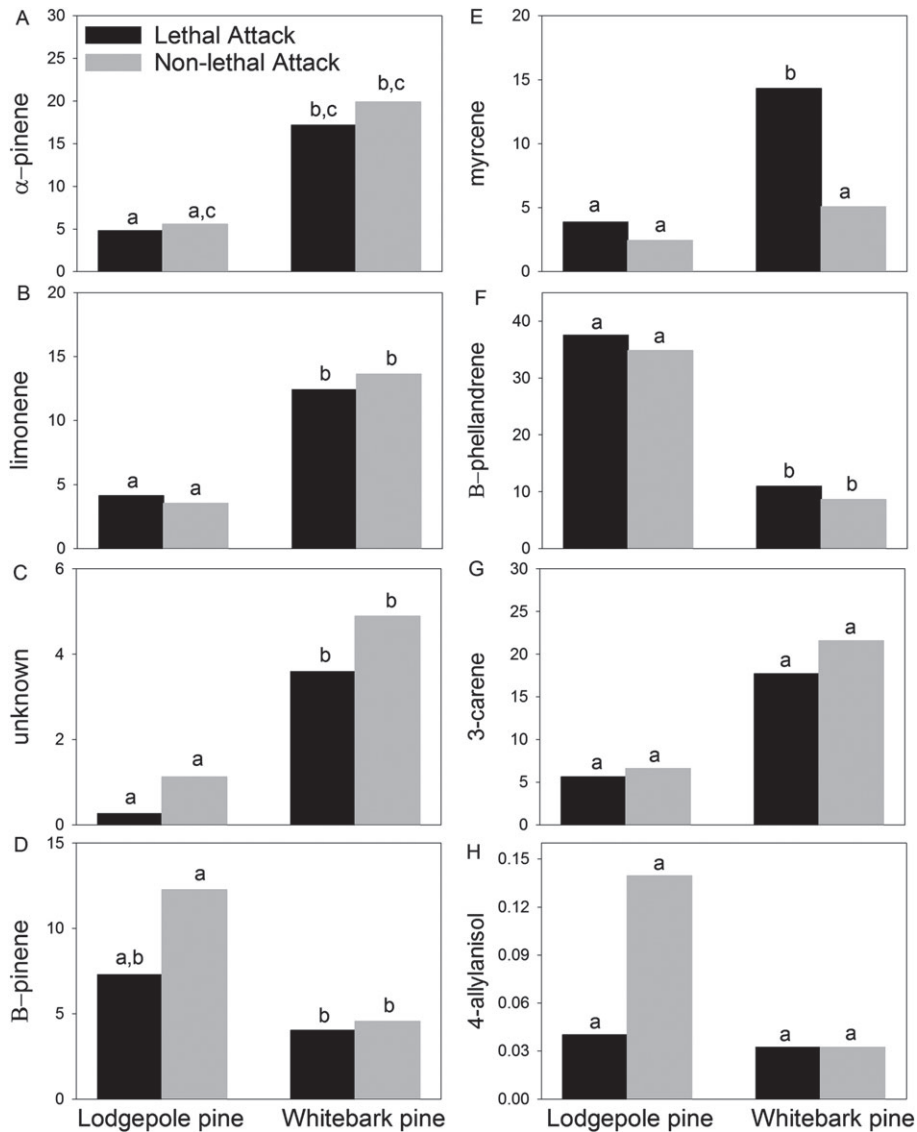 A
30
25
20
15
10
5
0
α−pinene
Lethal Attack
Non-lethal Attack
a
a,c
b,c
b,c
B
20
15
10
5
0
limonene
a
a
b
b
C
6
4
2
0
unknown
a
a
b
b
D
15
10
5
0
B−pinene
a,b
a
b
b
Lodgepole pine
Whitebark pine
E
20
15
10
5
0
myrcene
a
a
b
a
F
40
30
20
10
0
B−phellandrene
a
a
b
b
G
30
25
20
15
10
5
0
3-carene
a
a
a
a
H
0.15
0.12
0.09
0.06
0.03
0.00
4-allylanisol
a
a
a
a
Lodgepole pine
Whitebark pine